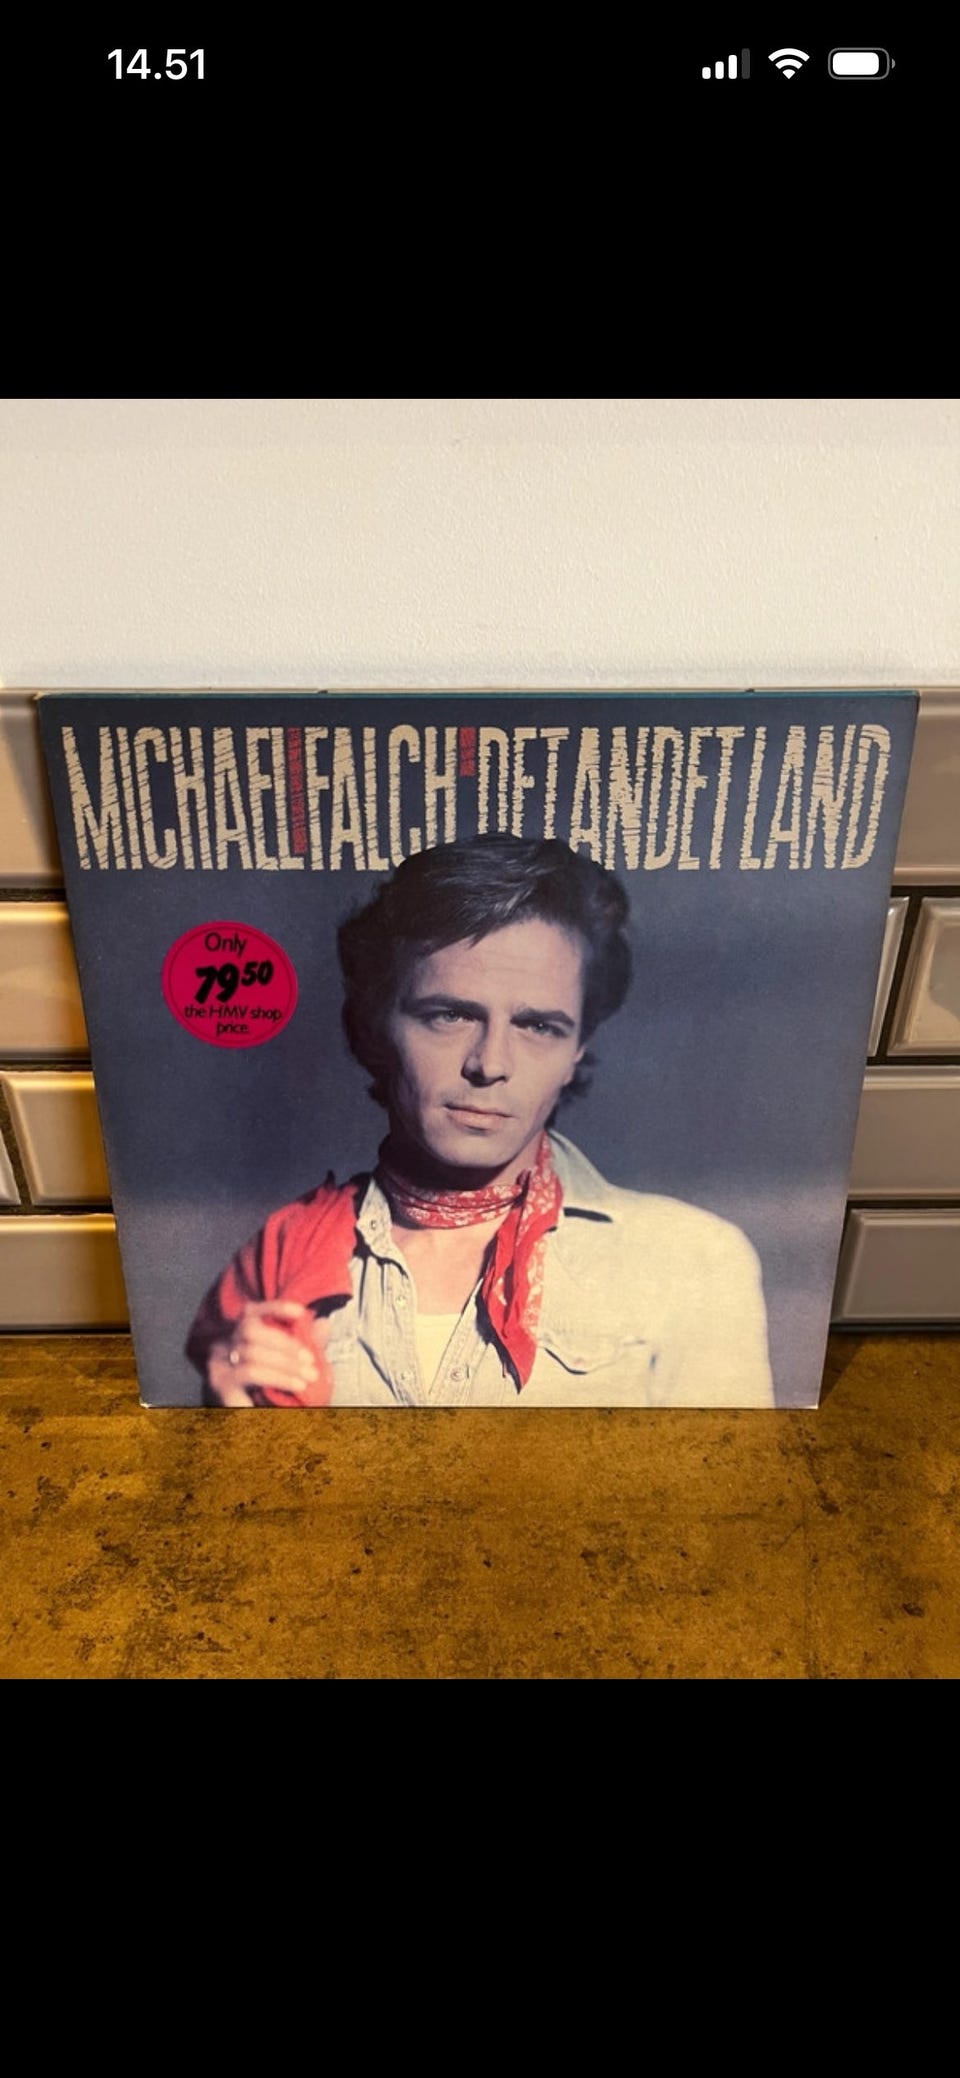 14.51
MICHAEL FALCH DET ANDET LAND
Only
79 50
the HMV shop
price